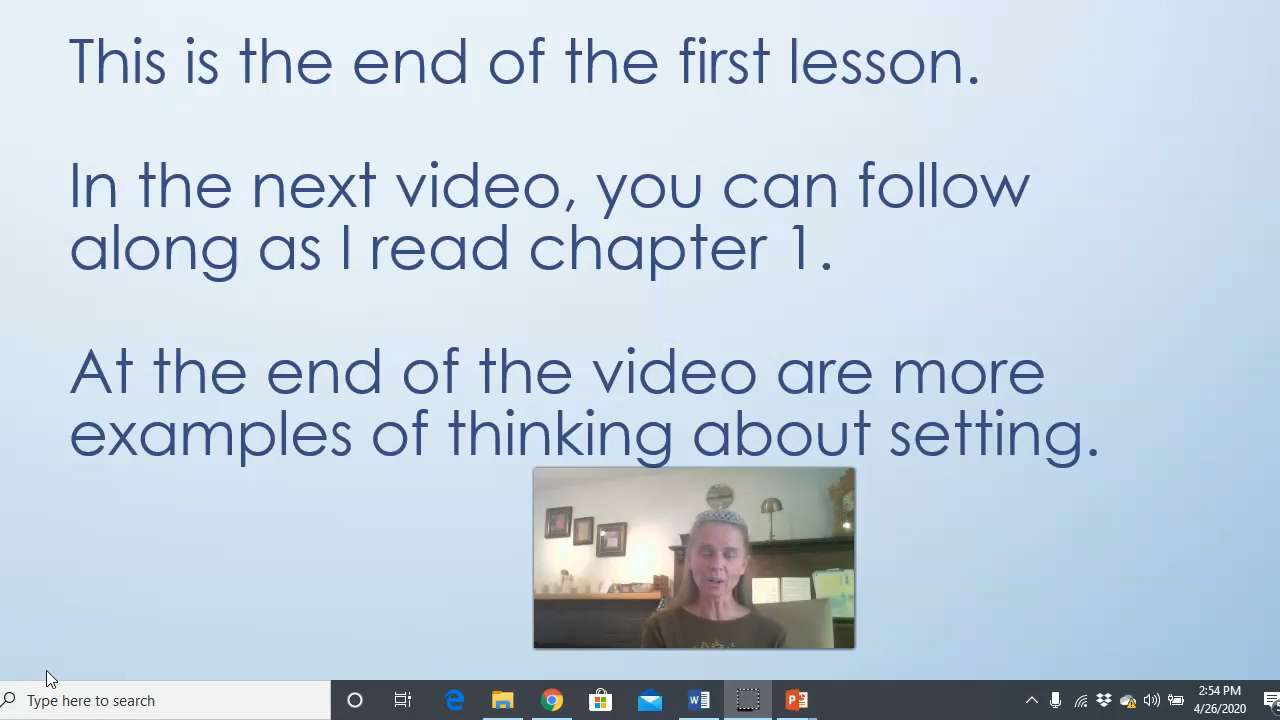 This is the end of the first lesson.
In the next video, you can follow
along as I read chapter 1.
At the end of the video are more
examples of thinking about setting.
Type here to search
2:54 PM
4/26/2020